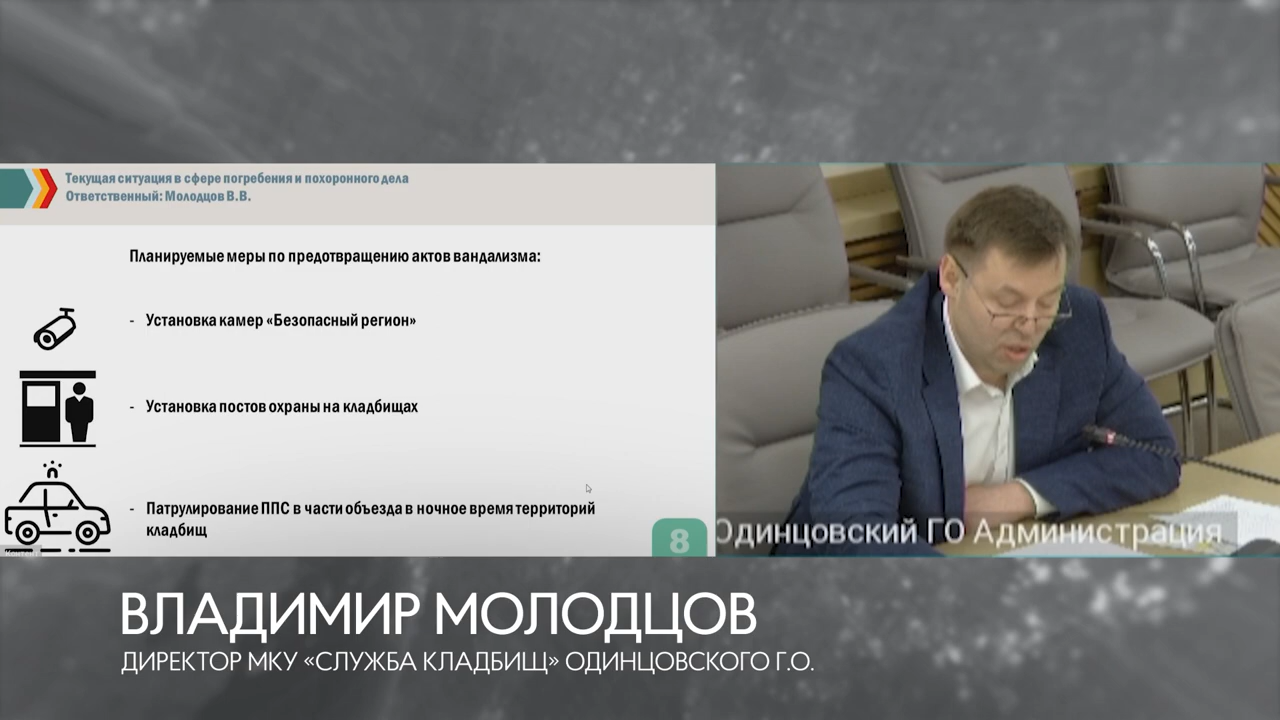 Текущая ситуация в сфере погребения и похоронного дела
Ответственный: Молодцов В.В.
Планируемые меры по предотвращению актов вандализма:
- Установка камер «Безопасный регион»
- Установка постов охраны на кладбищах
- Патрулирование ППС в части объезда в ночное время территорий
кладбищ
8
Одинцовский ГО Администрация
ВЛАДИМИР МОЛОДЦОВ
ДИРЕКТОР МКУ «СЛУЖБА КЛАДБИЩ» ОДИНЦОВСКОГО Г.О.